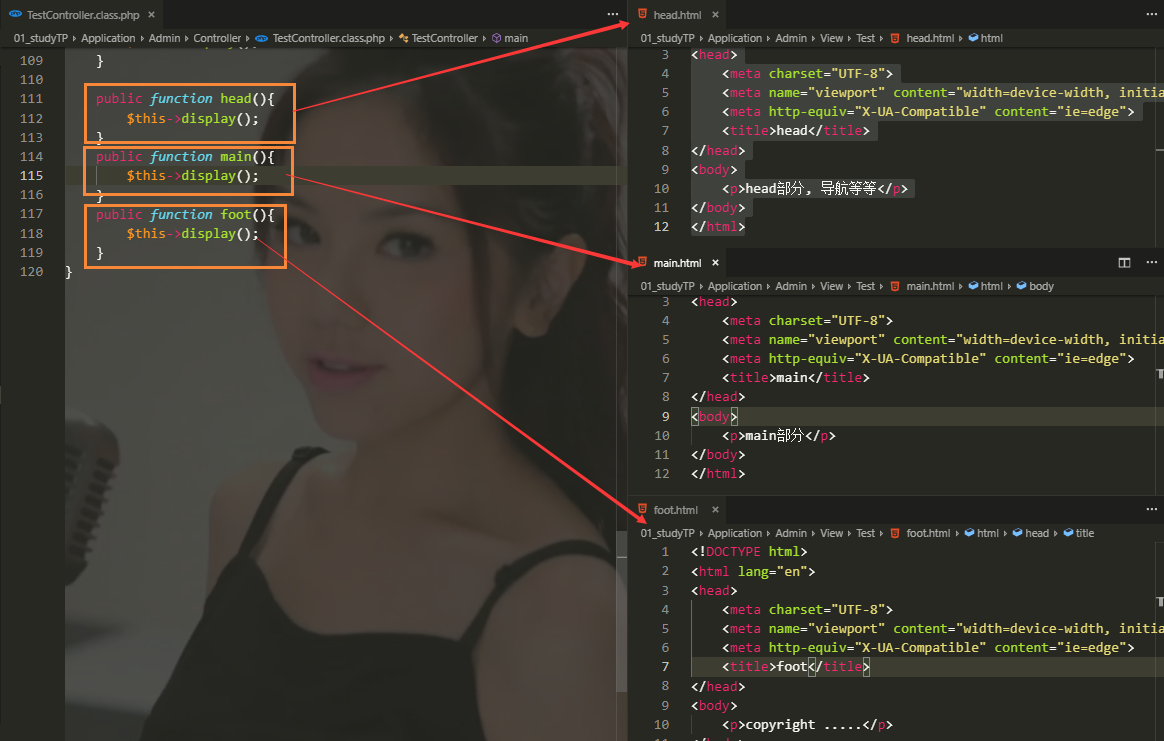 TestController.class.php ×
01_studyTP › Application › Admin › Controller › TestController.class.php › TestController › main
109 }
110
111 public function head(){
112 $this->display();
113 }
114 public function main(){
115 $this->display();
116 }
117 public function foot(){
118 $this->display();
119 }
120 }
head.html ×
01_studyTP › Application › Admin › View › Test › head.html › html
3 <head>
4 <meta charset="UTF-8">
5 <meta name="viewport" content="width=device-width, initia
6 <meta http-equiv="X-UA-Compatible" content="ie=edge">
7 <title>head</title>
8 </head>
9 <body>
10 <p>head部分, 导航等等</p>
11 </body>
12 </html>
main.html ×
01_studyTP › Application › Admin › View › Test › main.html › html › body
3 <head>
4 <meta charset="UTF-8">
5 <meta name="viewport" content="width=device-width, initia
6 <meta http-equiv="X-UA-Compatible" content="ie=edge">
7 <title>main</title>
8 </head>
9 <body>
10 <p>main部分</p>
11 </body>
12 </html>
foot.html ×
01_studyTP › Application › Admin › View › Test › foot.html › html › head › title
1 <!DOCTYPE html>
2 <html lang="en">
3 <head>
4 <meta charset="UTF-8">
5 <meta name="viewport" content="width=device-width, initia
6 <meta http-equiv="X-UA-Compatible" content="ie=edge">
7 <title>foot</title>
8 </head>
9 <body>
10 <p>copyright .....</p>